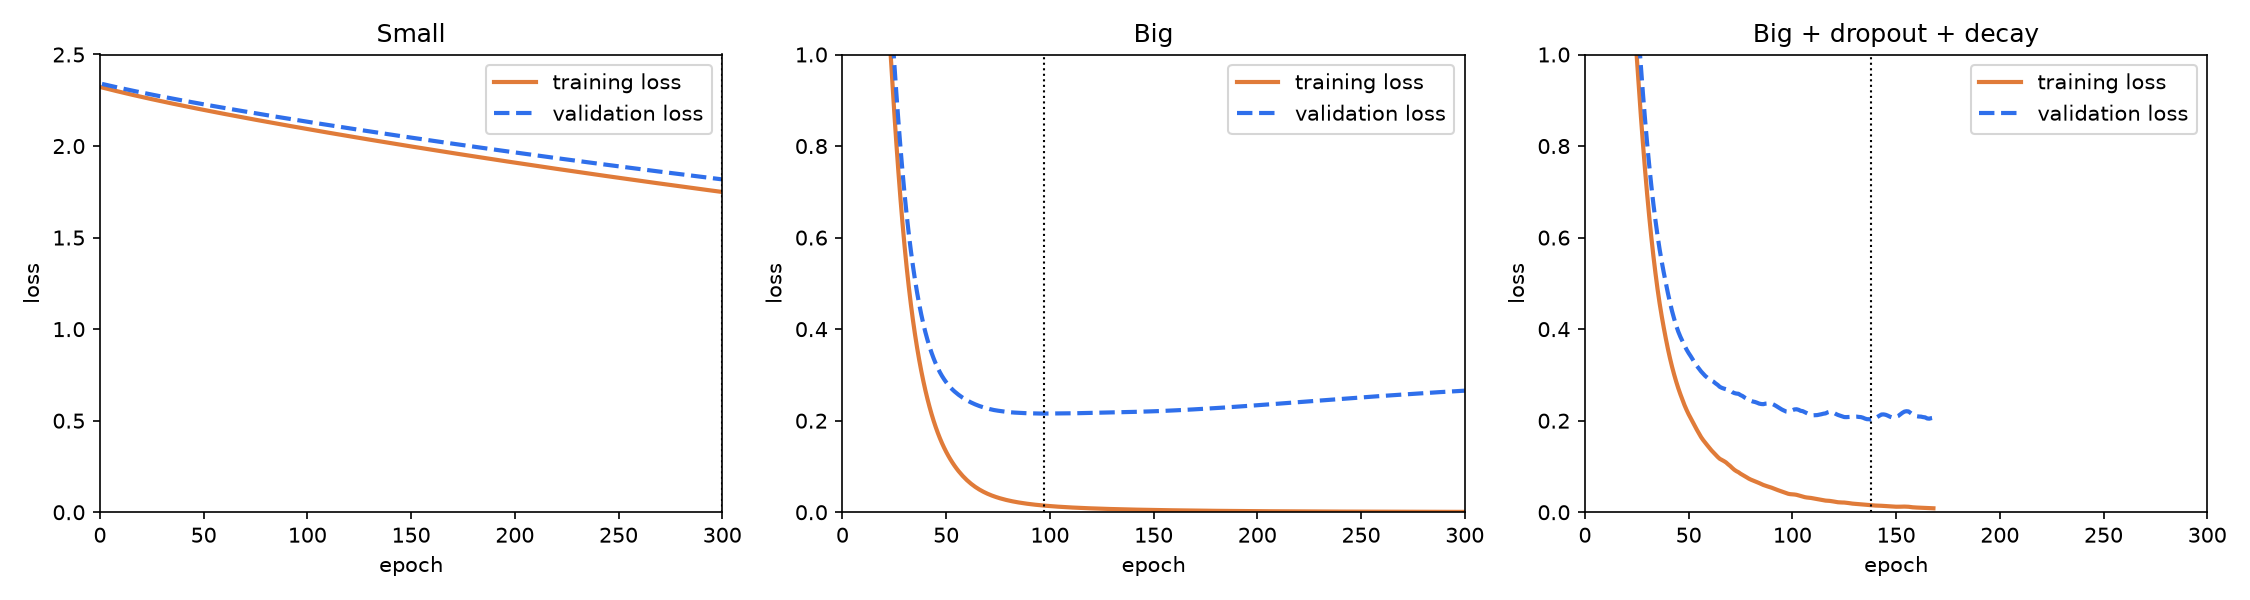 Small
2.5
2.0
1.5
1.0
0.5
0.0
loss
0 50 100 150 200 250 300
epoch
training loss
validation loss
Big
1.0
0.8
0.6
0.4
0.2
0.0
loss
0 50 100 150 200 250 300
epoch
training loss
validation loss
Big + dropout + decay
1.0
0.8
0.6
0.4
0.2
0.0
loss
0 50 100 150 200 250 300
epoch
training loss
validation loss